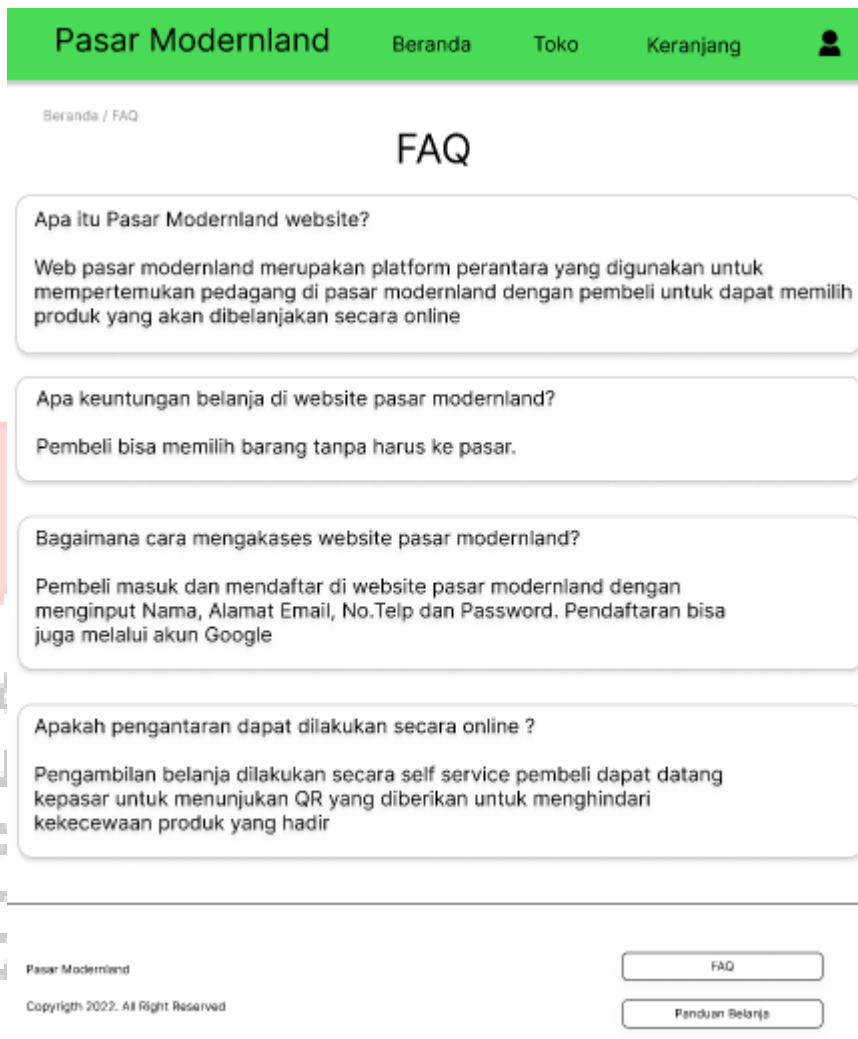 Pasar Modernland
Beranda
Toko
Keranjang
Beranda / FAQ
FAQ
Apa itu Pasar Modernland website?
Web pasar modernland merupakan platform perantara yang digunakan untuk
mempertemukan pedagang di pasar modernland dengan pembeli untuk dapat memilih
produk yang akan dibelanjakan secara online
Apa keuntungan belanja di website pasar modernland?
Pembeli bisa memilih barang tanpa harus ke pasar.
Bagaimana cara mengakases website pasar modernland?
Pembeli masuk dan mendaftar di website pasar modernland dengan
menginput Nama, Alamat Email, No.Telp dan Password. Pendaftaran bisa
juga melalui akun Google
Apakah pengantaran dapat dilakukan secara online ?
Pengambilan belanja dilakukan secara self service pembeli dapat datang
kepasar untuk menunjukan QR yang diberikan untuk menghindari
kekecewaan produk yang hadir
Pasar Modernland
FAQ
Copyrigth 2022. All Right Reserved
Panduan Belanja